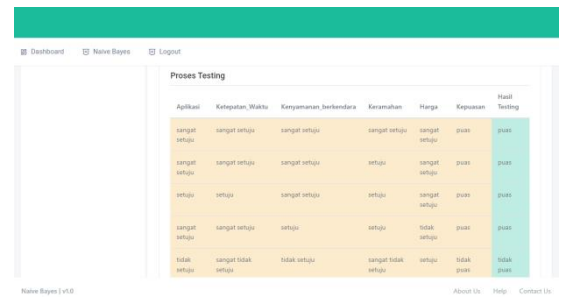 Dashboard Naive Bayes Logout
Proses Testing
Aplikasi Ketepatan_Waktu Kenyamanan_berkendara Keramahan Harga Kepuasan Hasil Testing
sangat setuju sangat setuju sangat setuju sangat setuju sangat setuju puas puas
sangat setuju sangat setuju sangat setuju setuju sangat setuju puas puas
setuju setuju sangat setuju setuju sangat setuju puas puas
sangat setuju sangat setuju setuju setuju tidak setuju puas puas
tidak setuju sangat tidak setuju tidak setuju sangat tidak setuju setuju tidak puas tidak puas
Naive Bayes | v1.0 About Us Help Contact Us